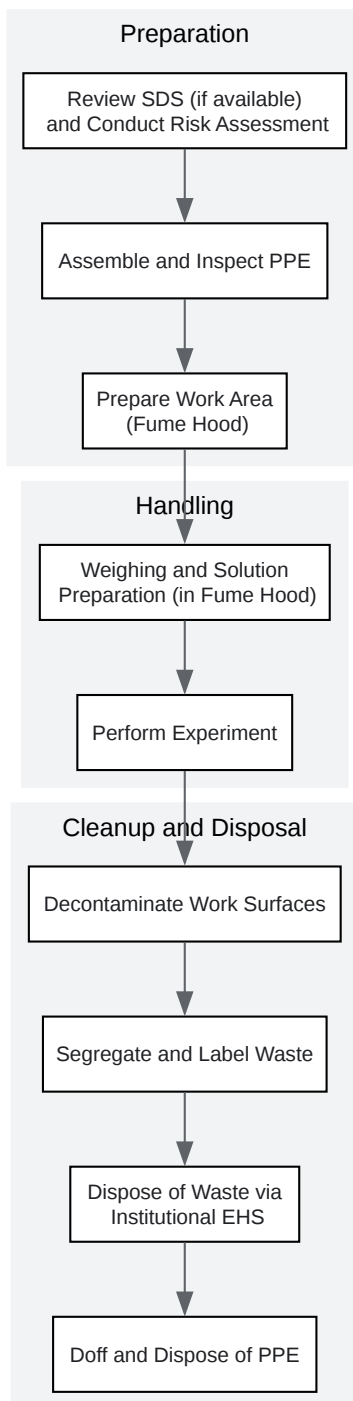 Preparation
Review SDS (if available)
and Conduct Risk Assessment
Assemble and Inspect PPE
Prepare Work Area
(Fume Hood)
Handling
Weighing and Solution
Preparation (in Fume Hood)
Perform Experiment
Cleanup and Disposal
Decontaminate Work Surfaces
Segregate and Label Waste
Dispose of Waste via
Institutional EHS
Doff and Dispose of PPE